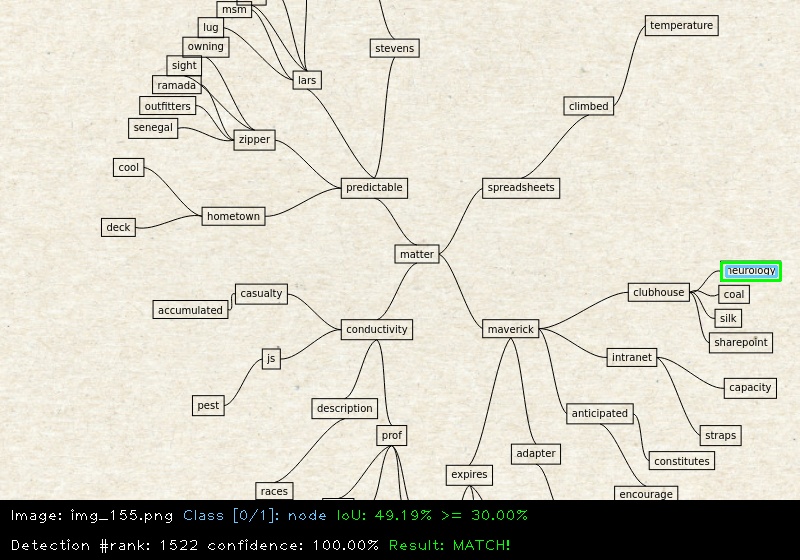 temperature
msm
lug
owning
stevens
sight
lars
ramada
outfitters
climbed
senegal
zipper
cool
predictable
spreadsheets
hometown
deck
matter
neurology
clubhouse
coal
casualty
accumulated
silk
conductivity
maverick
sharepoint
js
intranet
capacity
pest
description
anticipated
prof
straps
adapter
constitutes
expires
races
encourage
Image: img_155.png Class [0/1]: node IoU: 49.19% >= 30.00%
Detection #rank: 1522 confidence: 100.00% Result: MATCH!